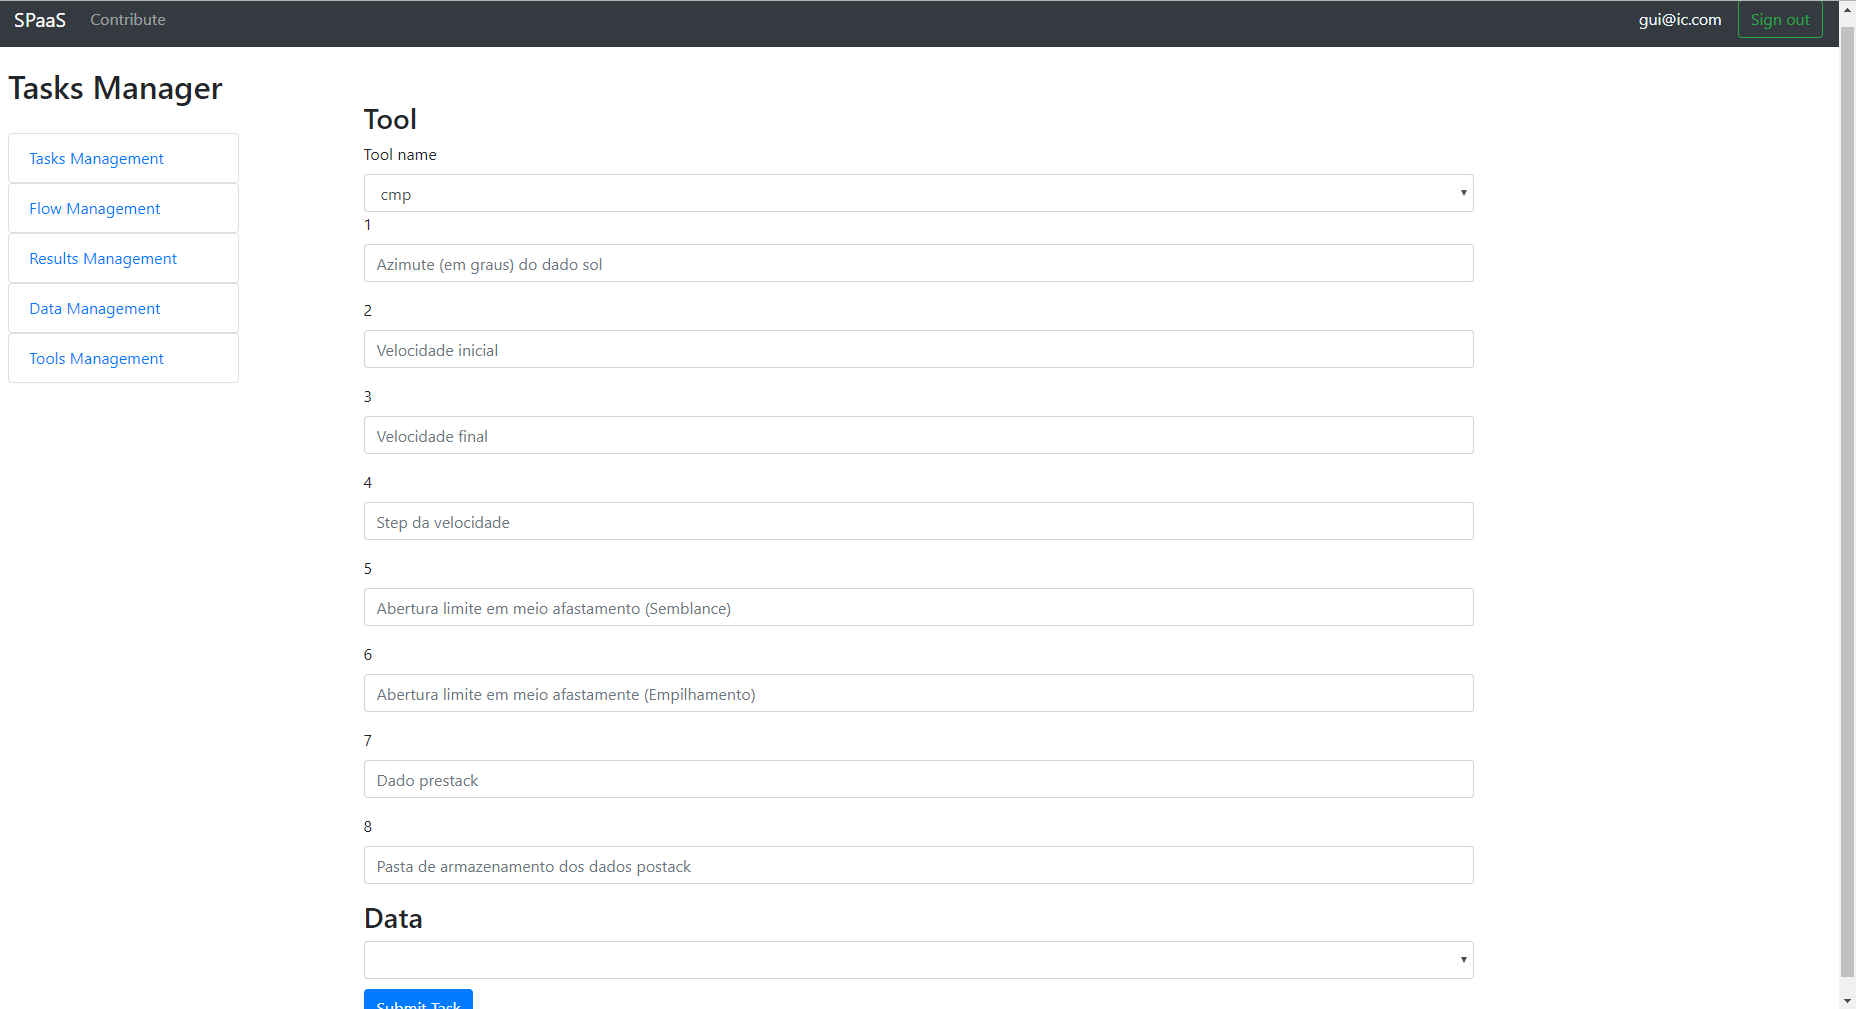 SPaaS Contribute gui@ic.com Sign out
Tasks Manager
Tasks Management
Flow Management
Results Management
Data Management
Tools Management
Tool
Tool name
cmp
1
Azimute (em graus) do dado sol
2
Velocidade inicial
3
Velocidade final
4
Step da velocidade
5
Abertura limite em meio afastamento (Semblance)
6
Abertura limite em meio afastamente (Empilhamento)
7
Dado prestack
8
Pasta de armazenamento dos dados postack
Data
Submit Task